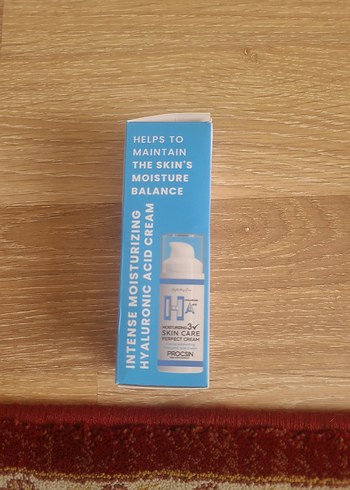 HELPS TO
MAINTAIN
THE SKIN'S
MOISTURE
BALANCE
INTENSE MOISTURIZING
HYALURONIC ACID CREAM
HA
MOISTURIZING 3
SKIN CARE
PERFECT CREAM
PROCSIN